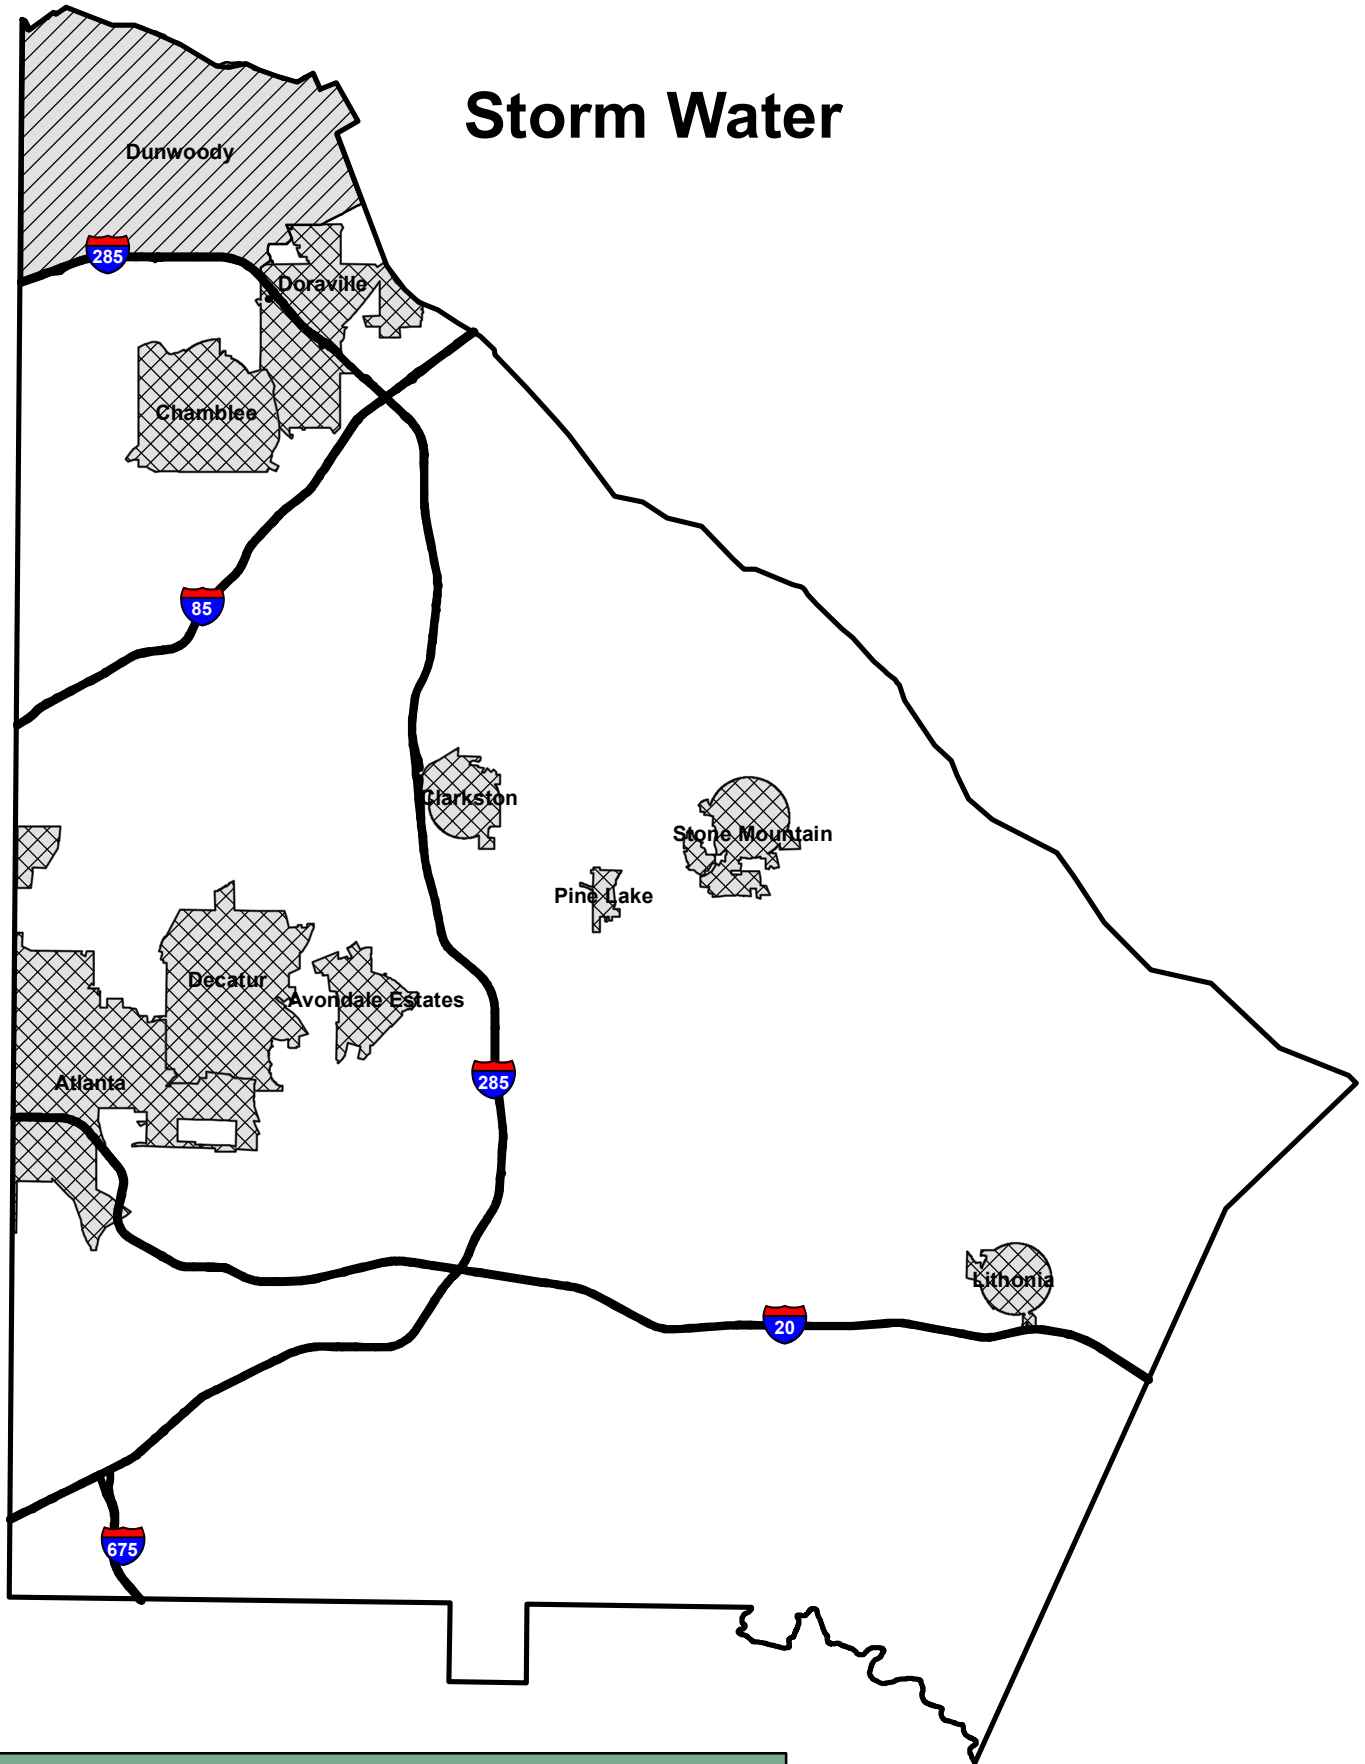 Storm Water
Dunwoody
285
Doraville
Chamblee
85
Clarkston
Stone Mountain
Pine Lake
Decatur
Avondale Estates
285
Atlanta
Lithonia
20
675